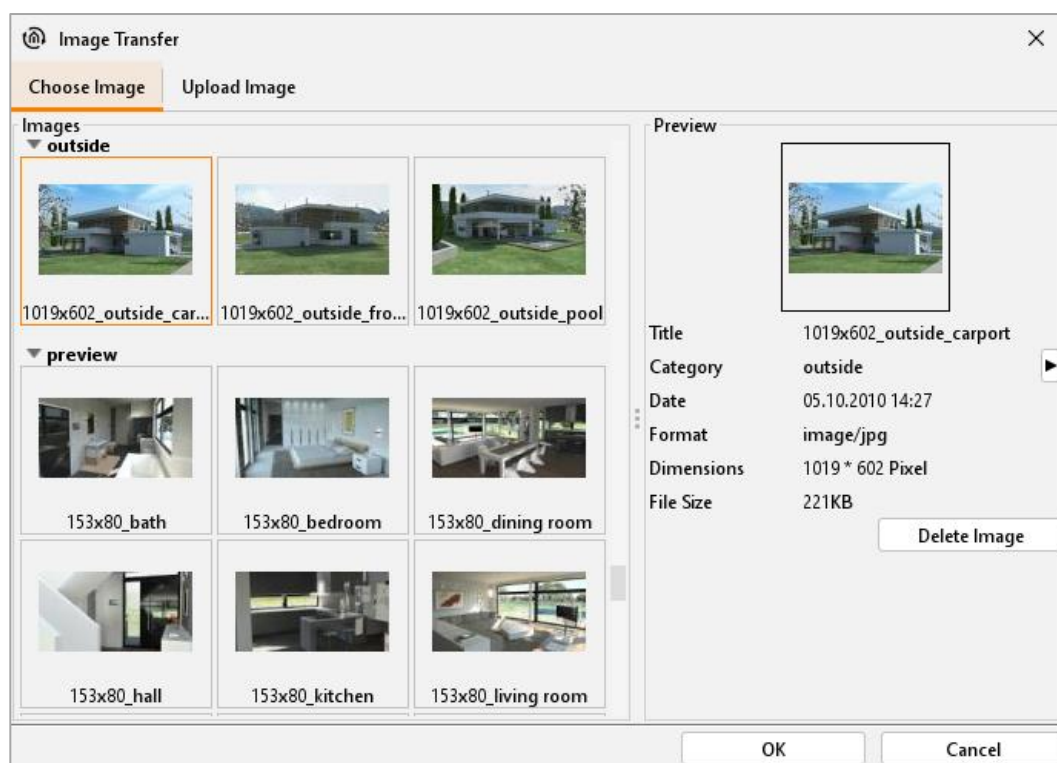 Image Transfer
Choose Image
Upload Image
Images
outside
1019x602_outside_car...
1019x602_outside_fro...
1019x602_outside_pool
preview
153x80_bath
153x80_bedroom
153x80_dining room
153x80_hall
153x80_kitchen
153x80_living room
Preview
Title 1019x602_outside_carport
Category outside
Date 05.10.2010 14:27
Format image/jpg
Dimensions 1019 * 602 Pixel
File Size 221KB
Delete Image
OK
Cancel